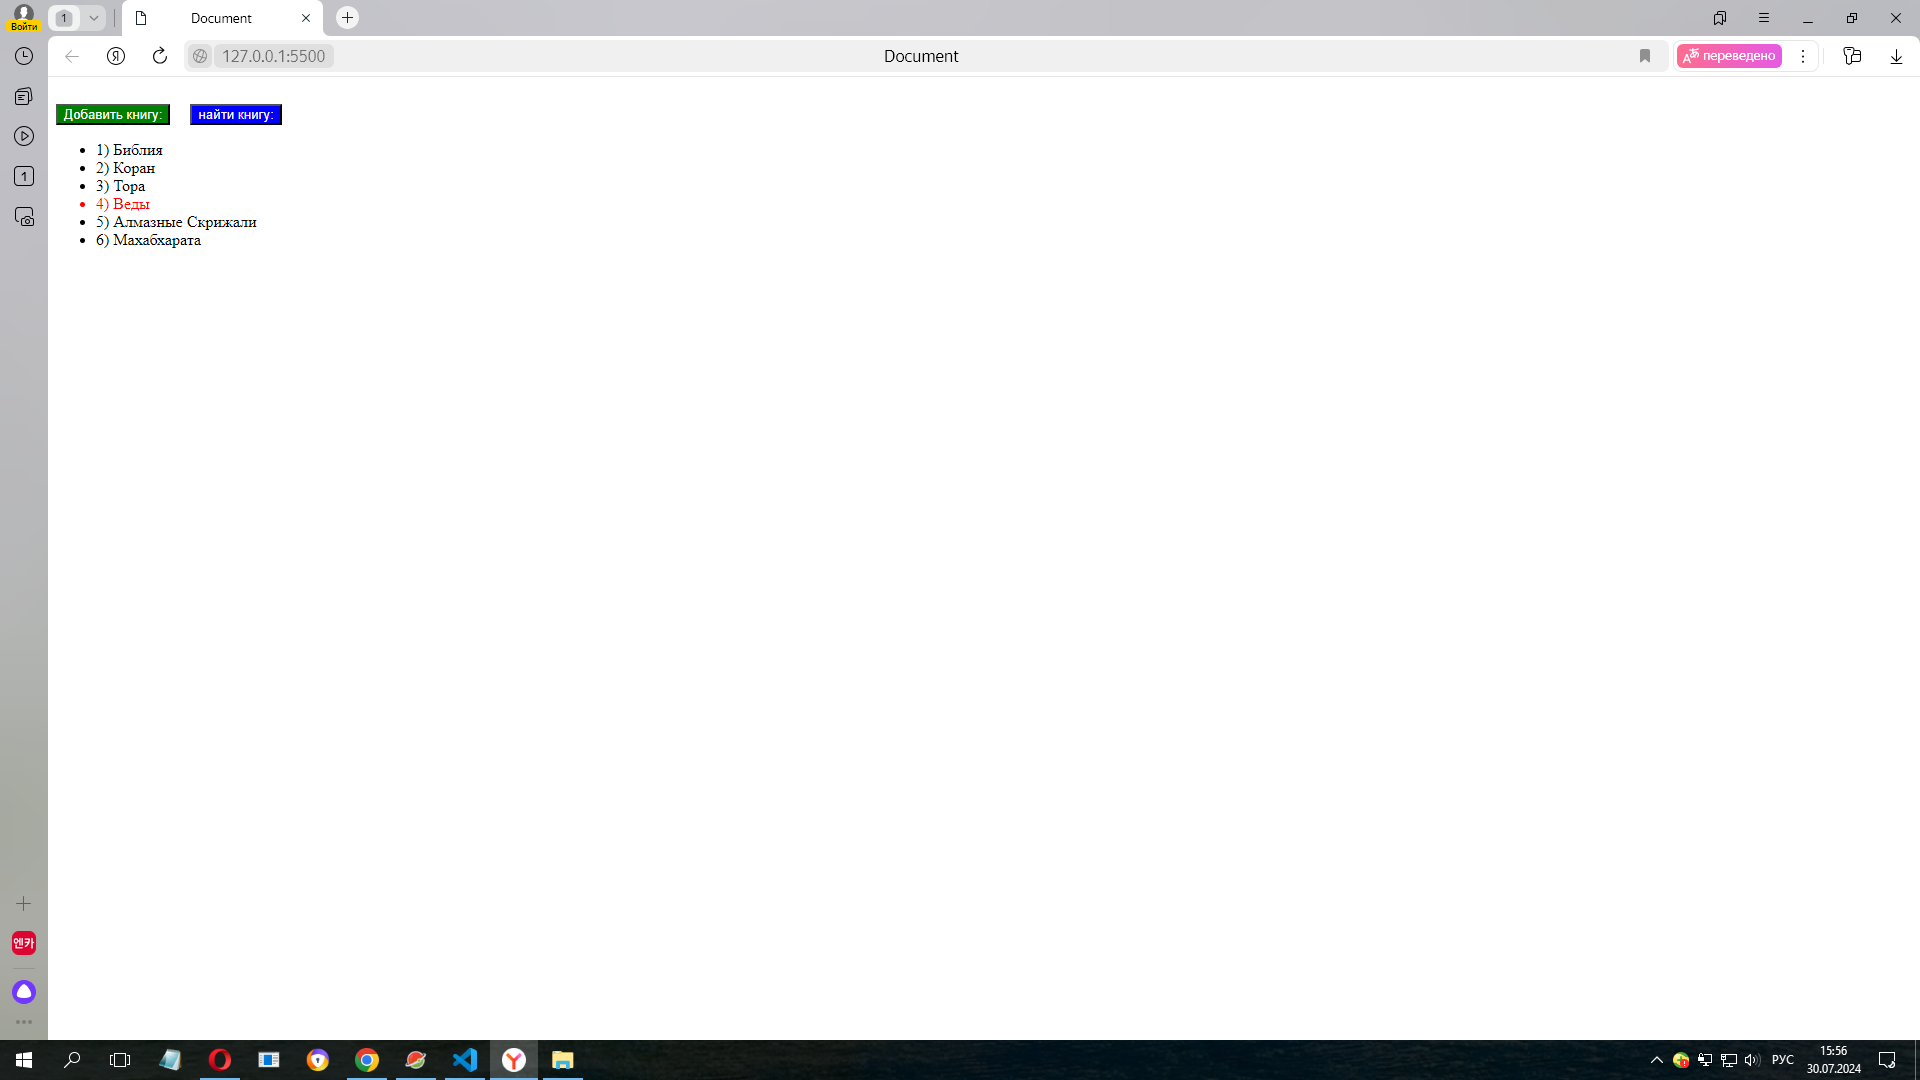 Войти
1
Document
127.0.0.1:5500
Document
переведено
1
Добавить книгу:
найти книгу:
1) Библия
2) Коран
3) Тора
4) Веды
5) Алмазные Скрижали
6) Махабхарата
엔카
РУС
15:56
30.07.2024